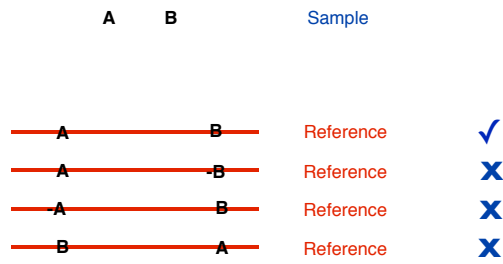 A B Sample
A B Reference ✓
A -B Reference x
-A B Reference x
B A Reference x